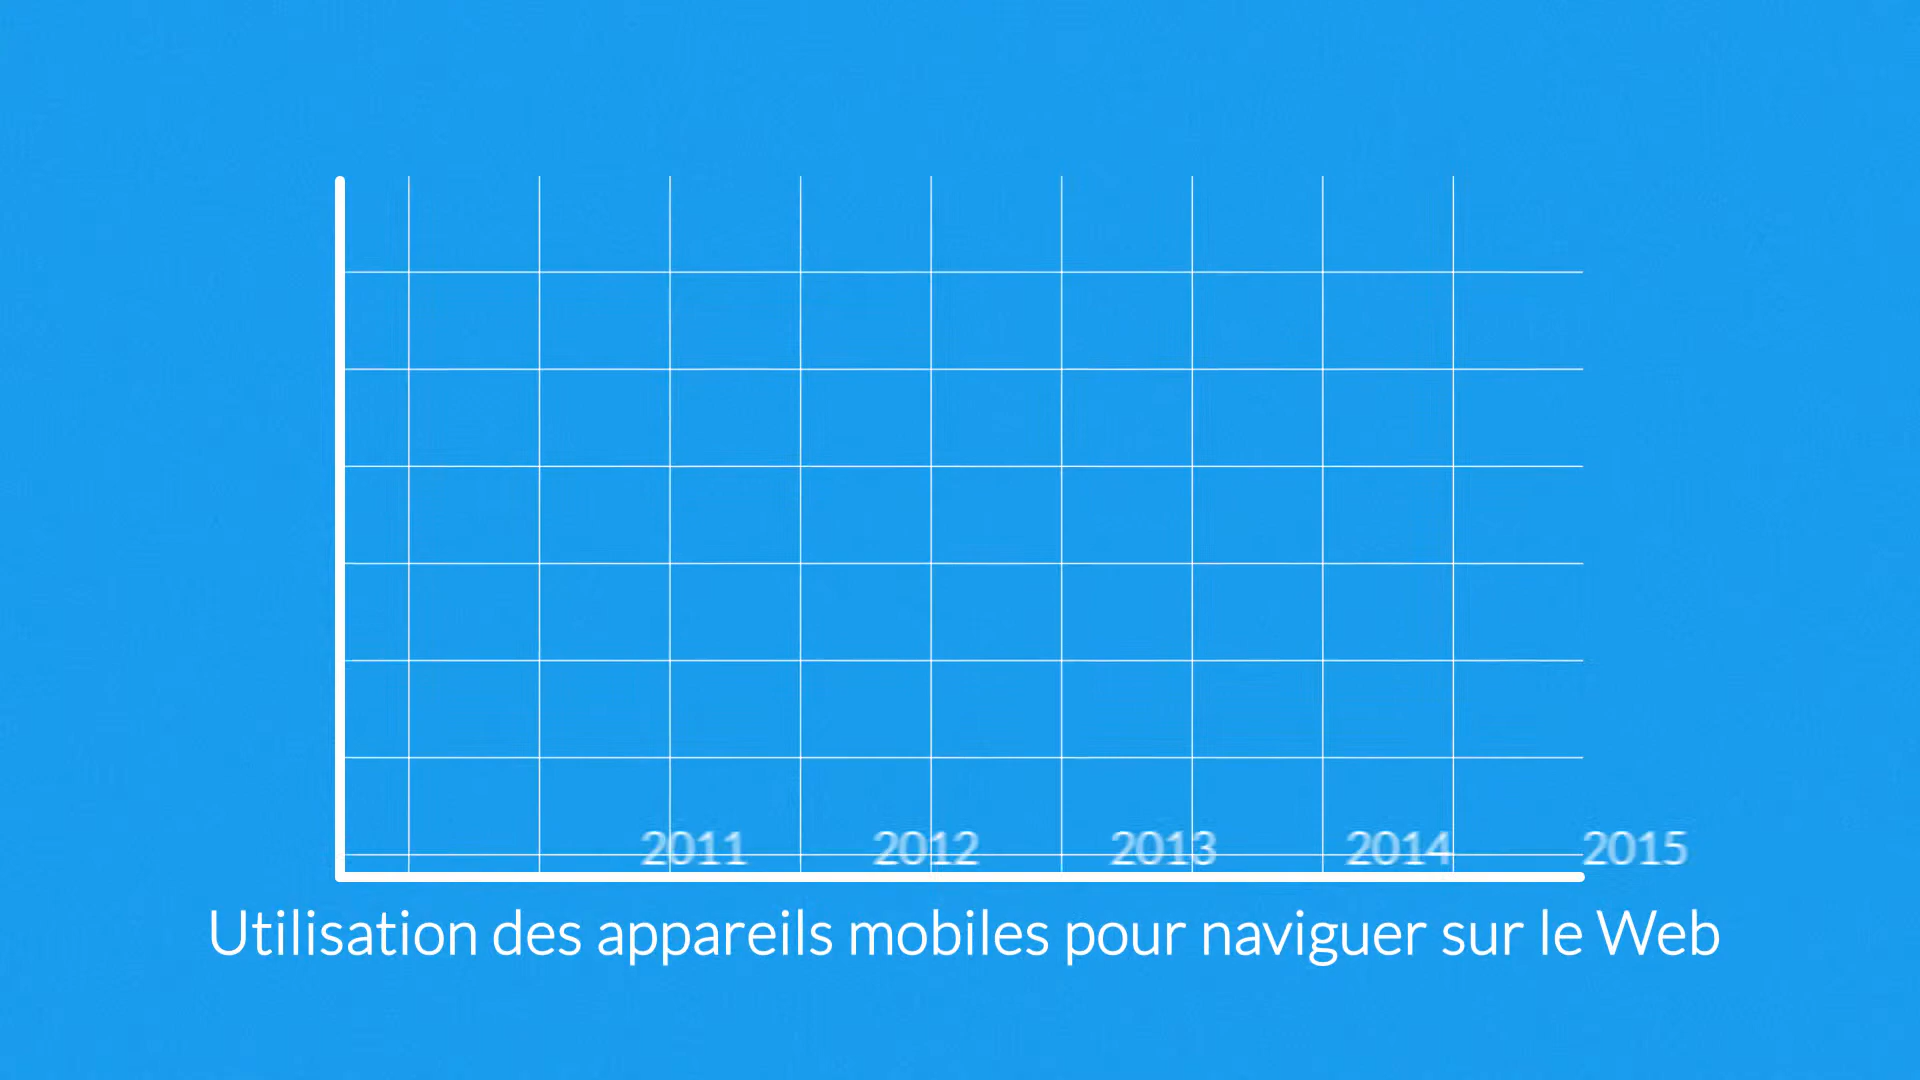 2011 2012 2013 2014 2015
Utilisation des appareils mobiles pour naviguer sur le Web